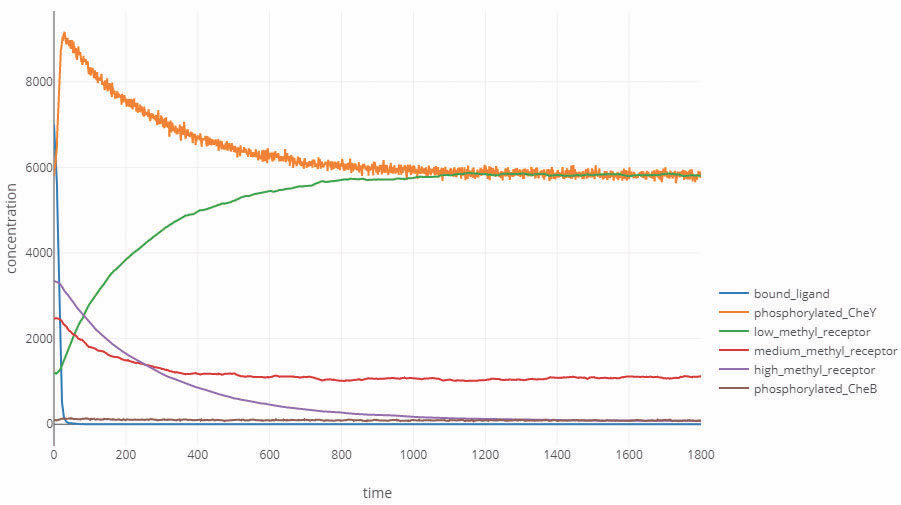 8000
6000
4000
2000
0
concentration
0 200 400 600 800 1000 1200 1400 1600 1800
time
bound_ligand
phosphorylated_CheY
low_methyl_receptor
medium_methyl_receptor
high_methyl_receptor
phosphorylated_CheB